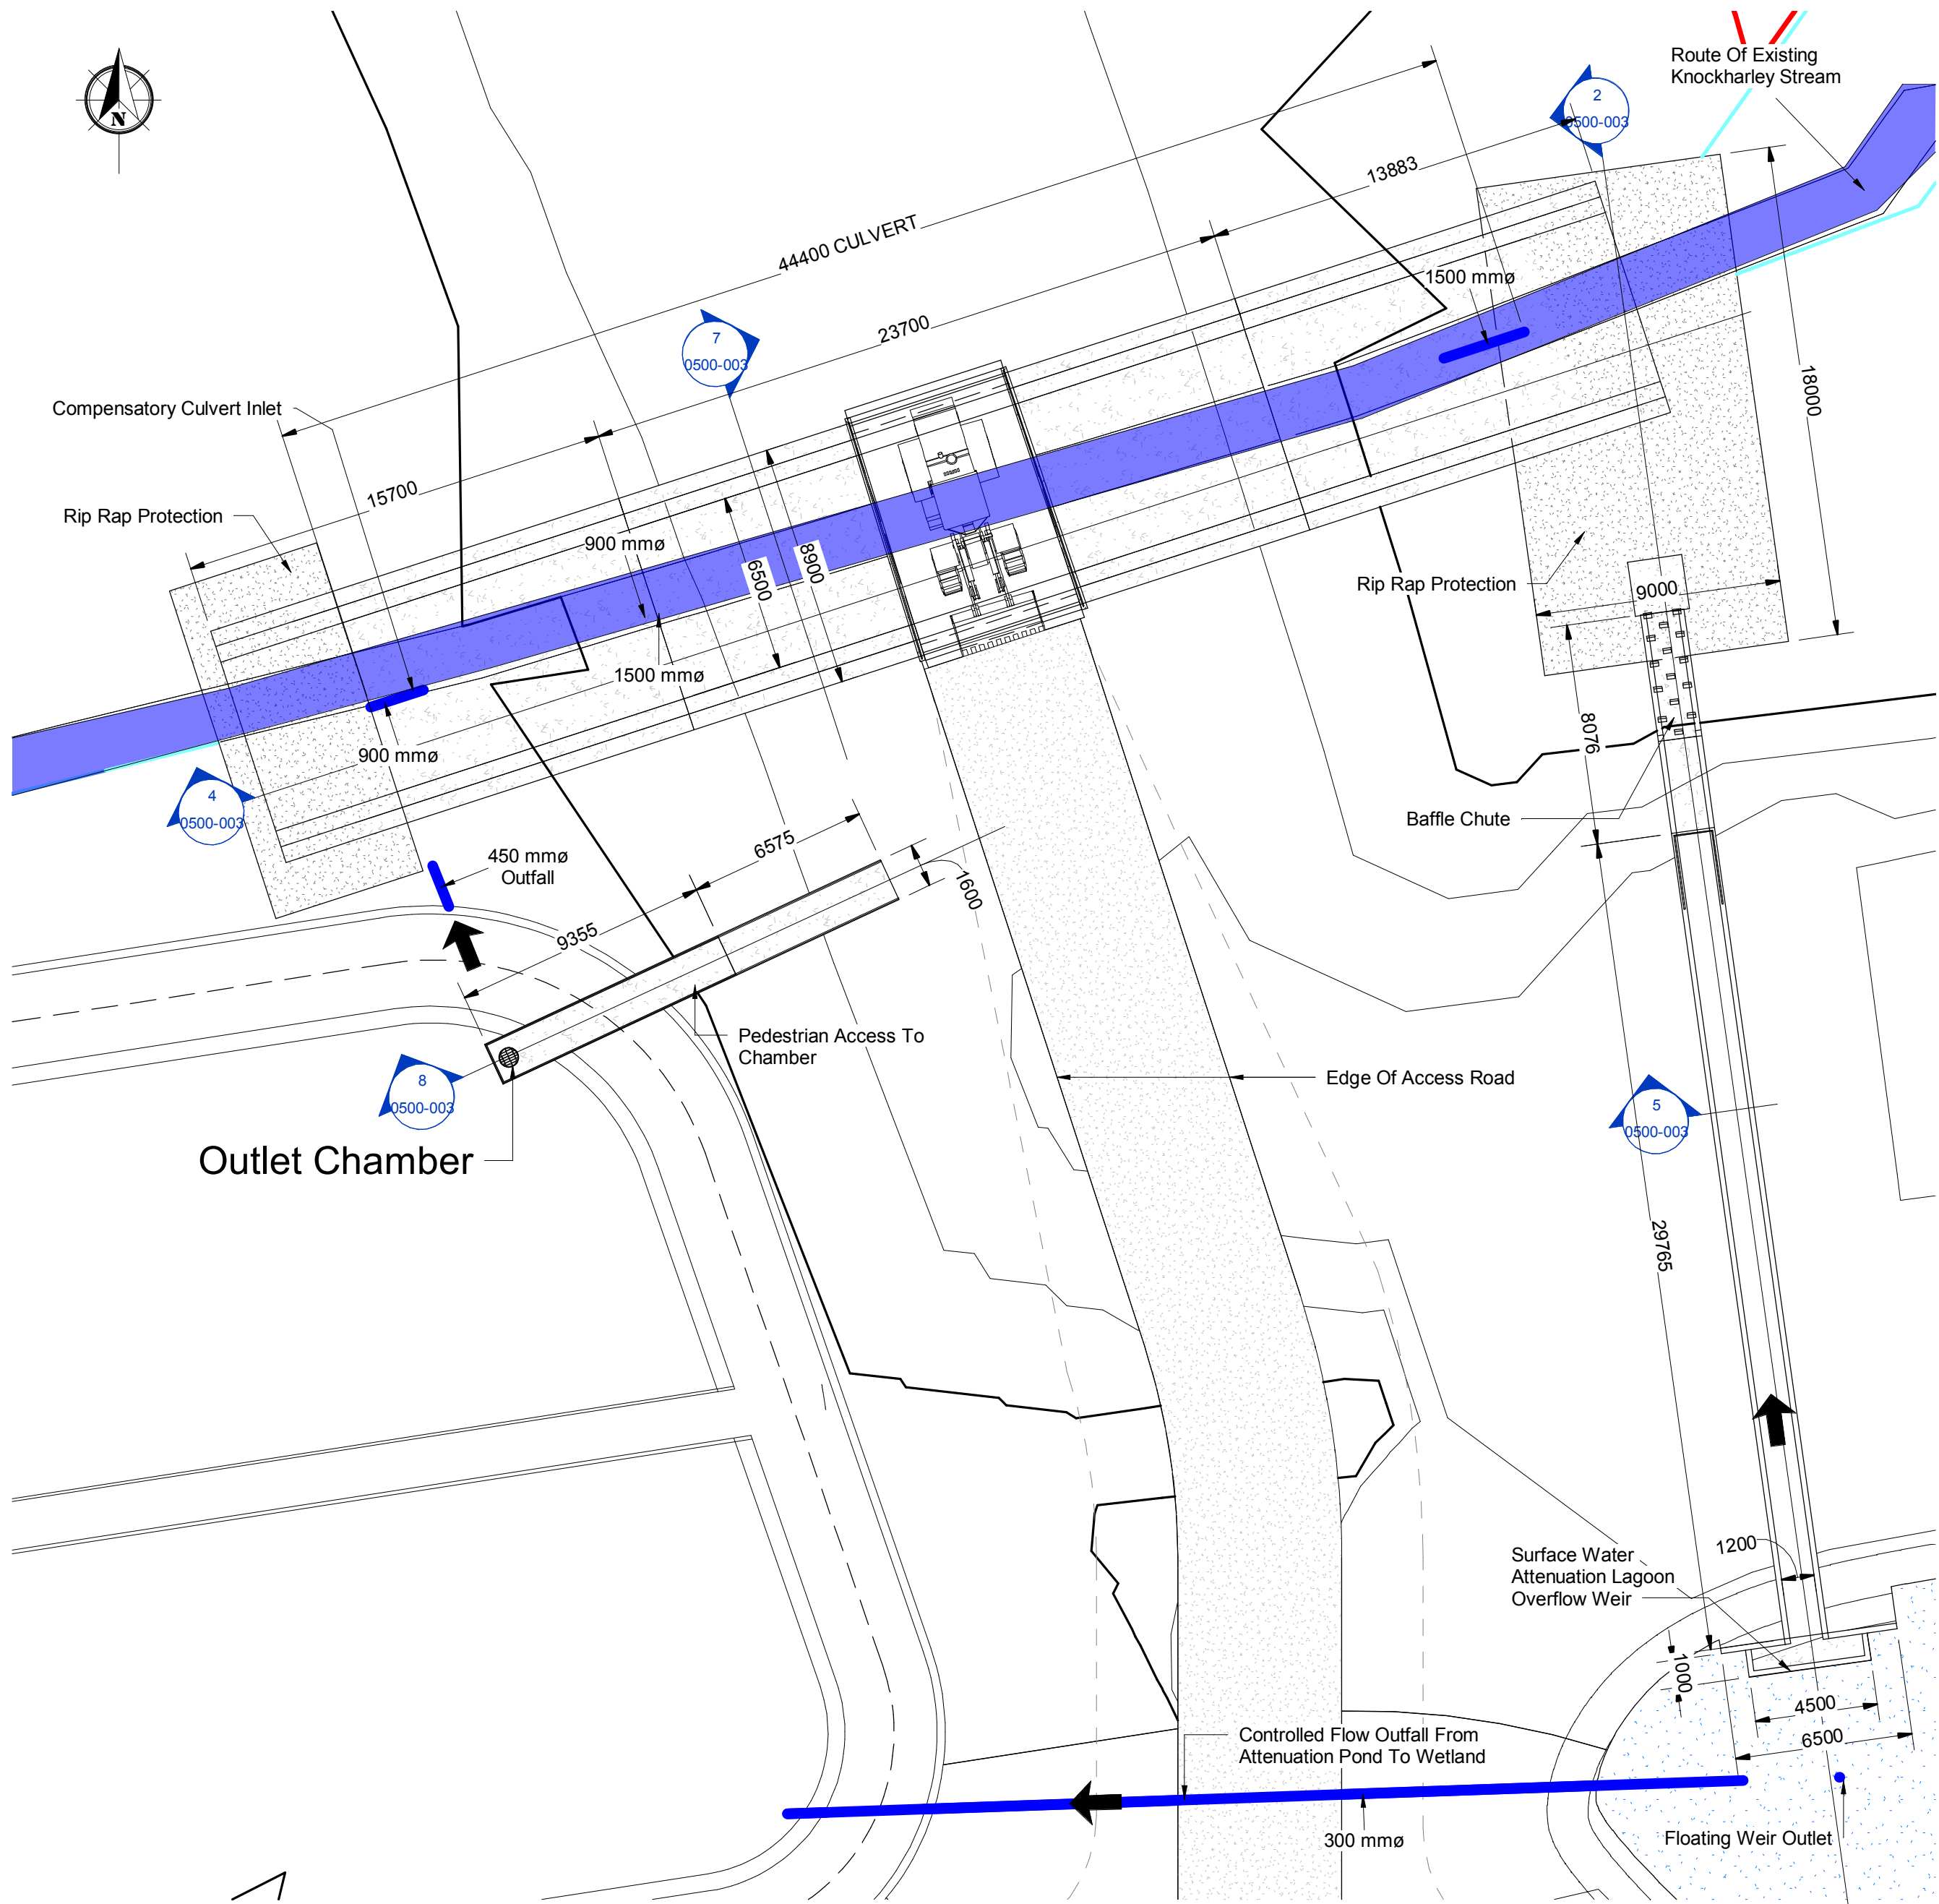 Route Of Existing
Knockharley Stream
N
2
0500-003
13883
44400 CULVERT
1500 mmø
23700
7
0500-003
18000
Compensatory Culvert Inlet
15700
Rip Rap Protection
900 mmø
6500
8900
Rip Rap Protection
9000
1500 mmø
8076
900 mmø
4
0500-003
Baffle Chute
6575
450 mmø
Outfall
1600
9355
Pedestrian Access To
Chamber
8
0500-003
Edge Of Access Road
5
0500-003
Outlet Chamber
29765
1200
Surface Water
Attenuation Lagoon
Overflow Weir
1000
4500
6500
Controlled Flow Outfall From
Attenuation Pond To Wetland
300 mmø
Floating Weir Outlet